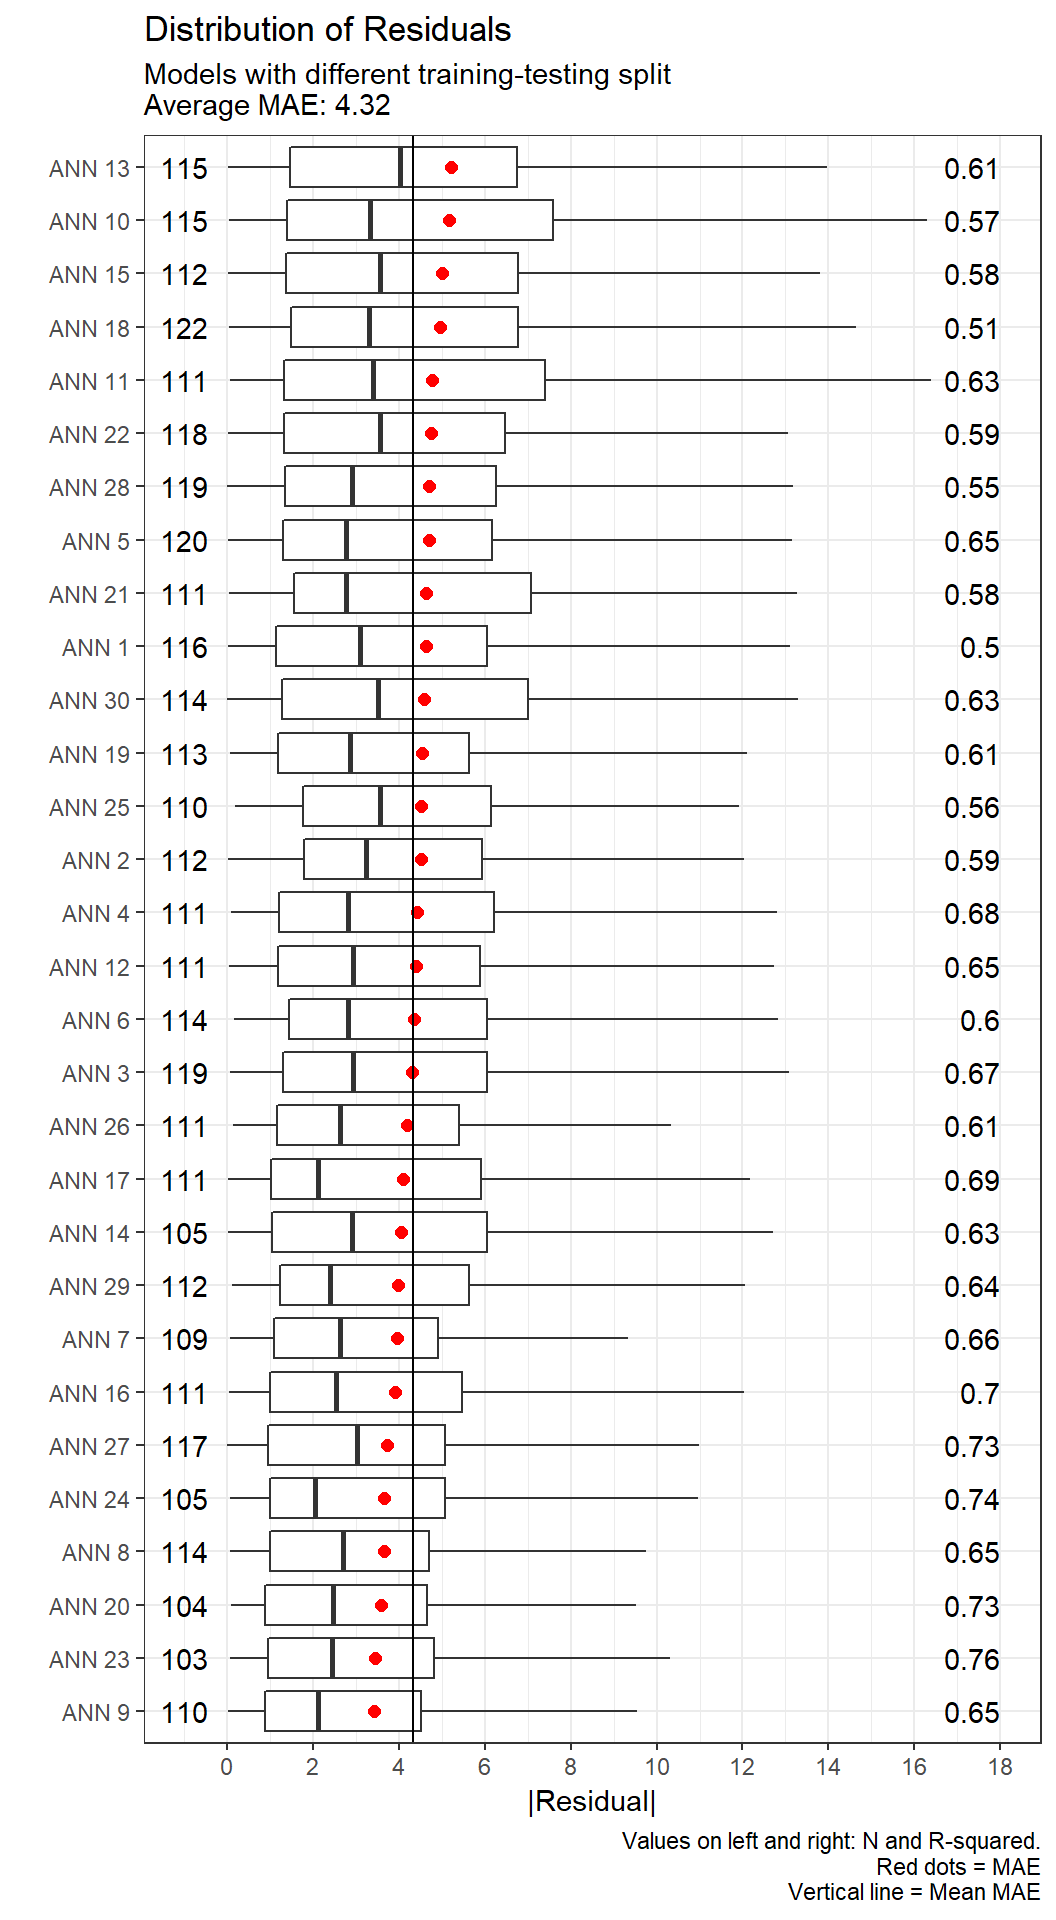 Distribution of Residuals
Models with different training-testing split
Average MAE: 4.32
ANN 13 115 0.61
ANN 10 115 0.57
ANN 15 112 0.58
ANN 18 122 0.51
ANN 11 111 0.63
ANN 22 118 0.59
ANN 28 119 0.55
ANN 5 120 0.65
ANN 21 111 0.58
ANN 1 116 0.5
ANN 30 114 0.63
ANN 19 113 0.61
ANN 25 110 0.56
ANN 2 112 0.59
ANN 4 111 0.68
ANN 12 111 0.65
ANN 6 114 0.6
ANN 3 119 0.67
ANN 26 111 0.61
ANN 17 111 0.69
ANN 14 105 0.63
ANN 29 112 0.64
ANN 7 109 0.66
ANN 16 111 0.7
ANN 27 117 0.73
ANN 24 105 0.74
ANN 8 114 0.65
ANN 20 104 0.73
ANN 23 103 0.76
ANN 9 110 0.65
0 2 4 6 8 10 12 14 16 18
|Residual|
Values on left and right: N and R-squared.
Red dots = MAE
Vertical line = Mean MAE